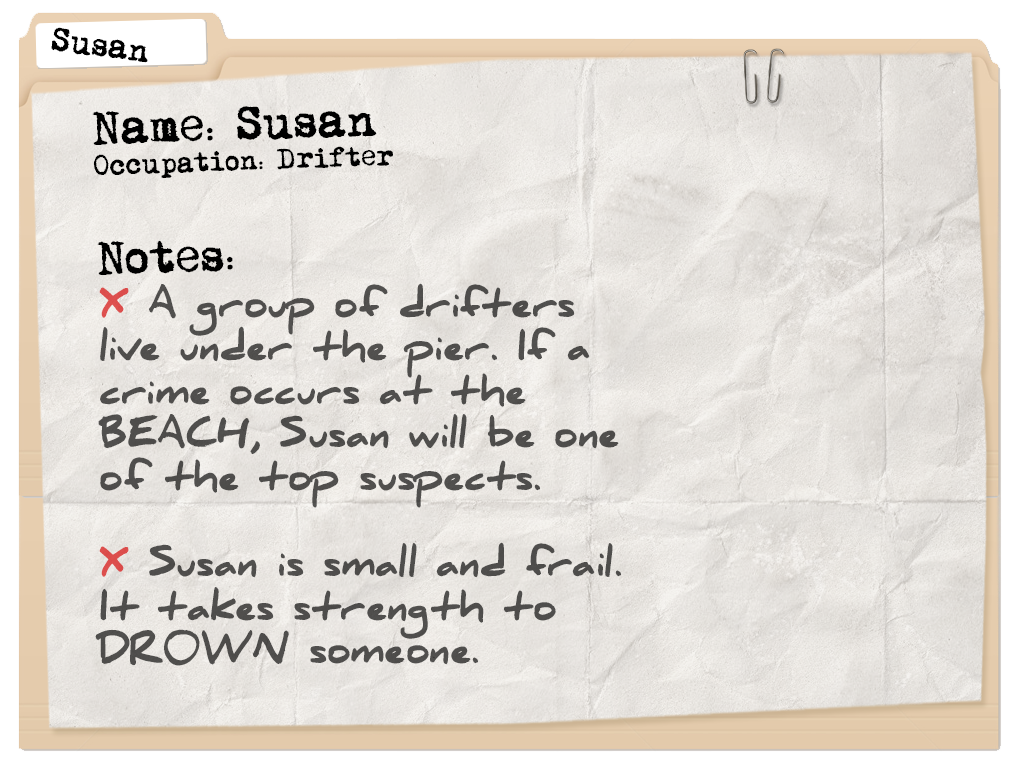 Susan
Name: Susan
Occupation: Drifter
Notes:
❌ A group of drifters
live under the pier. If a
crime occurs at the
BEACH, Susan will be one
of the top suspects.
❌ Susan is small and frail.
It takes strength to
DROWN someone.